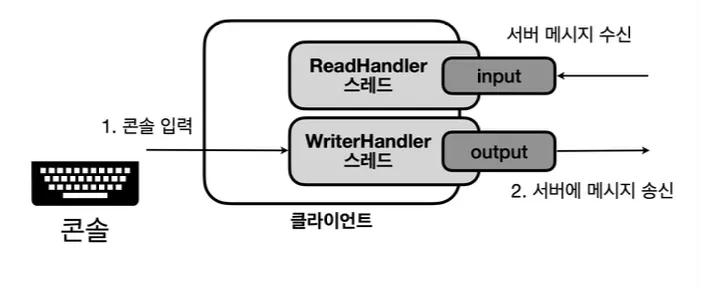 서버 메시지 수신
ReadHandler
스레드
input
1. 콘솔 입력
WriterHandler
스레드
output
2. 서버에 메시지 송신
콘솔
클라이언트